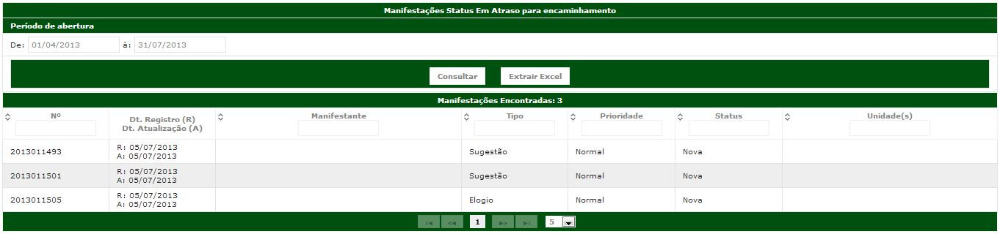 Manifestações Status Em Atraso para encaminhamento
Período de abertura
De: 01/04/2013 à: 31/07/2013
Consultar Extrair Excel
Manifestações Encontradas: 3
Nº Dt. Registro (R) Manifestante Tipo Prioridade Status Unidade(s)
Dt. Atualização (A)
2013011493 R: 05/07/2013 Sugestão Normal Nova
A: 05/07/2013
2013011501 R: 05/07/2013 Sugestão Normal Nova
A: 05/07/2013
2013011505 R: 05/07/2013 Elogio Normal Nova
A: 05/07/2013
1 5